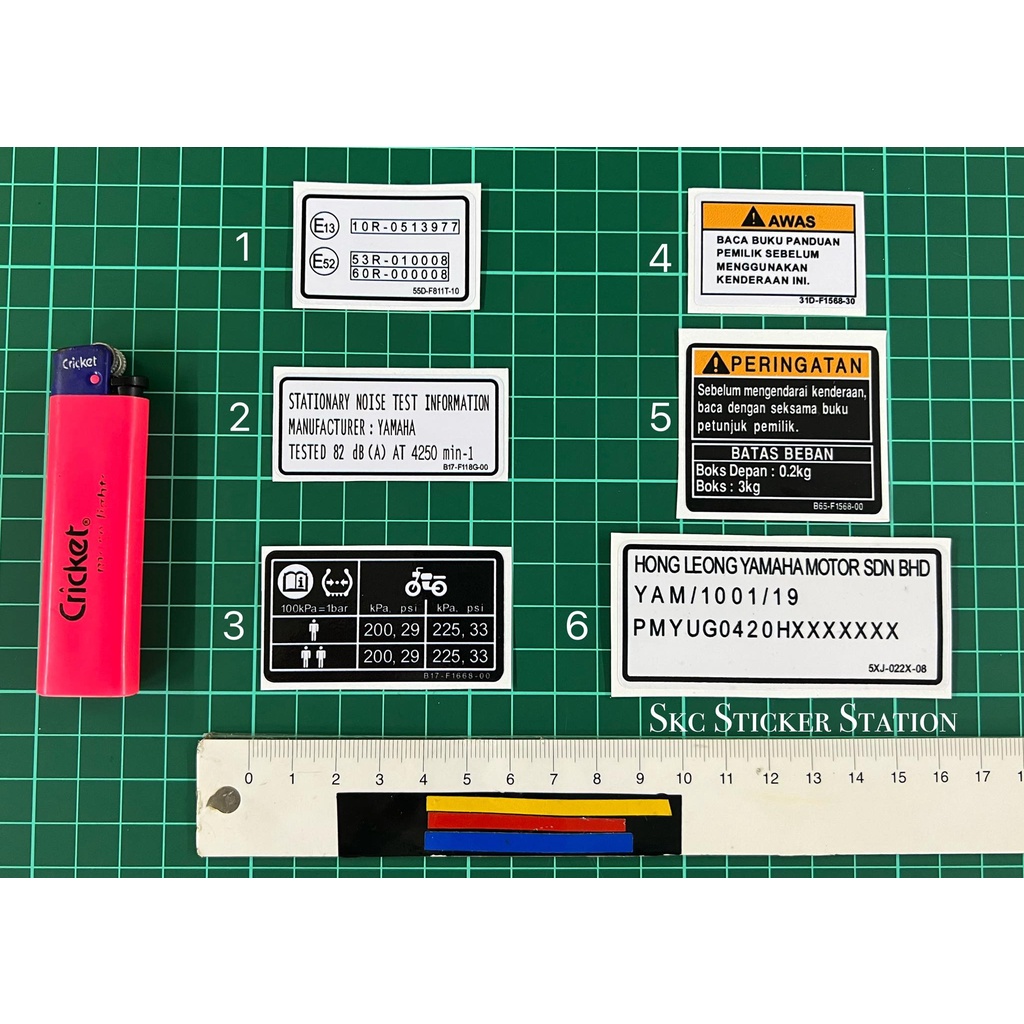 1
E13 10R-0513977
E52 53R-010008
60R-000008
55D-F811T-10
2
STATIONARY NOISE TEST INFORMATION
MANUFACTURER : YAMAHA
TESTED 82 dB (A) AT 4250 min-1
B17-F118G-00
3
i
100kPa=1bar
kPa, psi kPa, psi
200, 29 225, 33
200, 29 225, 33
B17-F1668-00
4
AWAS
BACA BUKU PANDUAN
PEMILIK SEBELUM
MENGGUNAKAN
KENDERAAN INI.
31D-F1568-30
5
PERINGATAN
Sebelum mengendarai kenderaan,
baca dengan seksama buku
petunjuk pemilik.
BATAS BEBAN
Boks Depan : 0.2kg
Boks : 3kg
B65-F1568-00
6
HONG LEONG YAMAHA MOTOR SDN BHD
YAM/1001/19
PMYUG0420HXXXXXXX
5XJ-022X-08
Cricket
Cricket®
SKC STICKER STATION
0 1 2 3 4 5 6 7 8 9 10 11 12 13 14 15 16 17